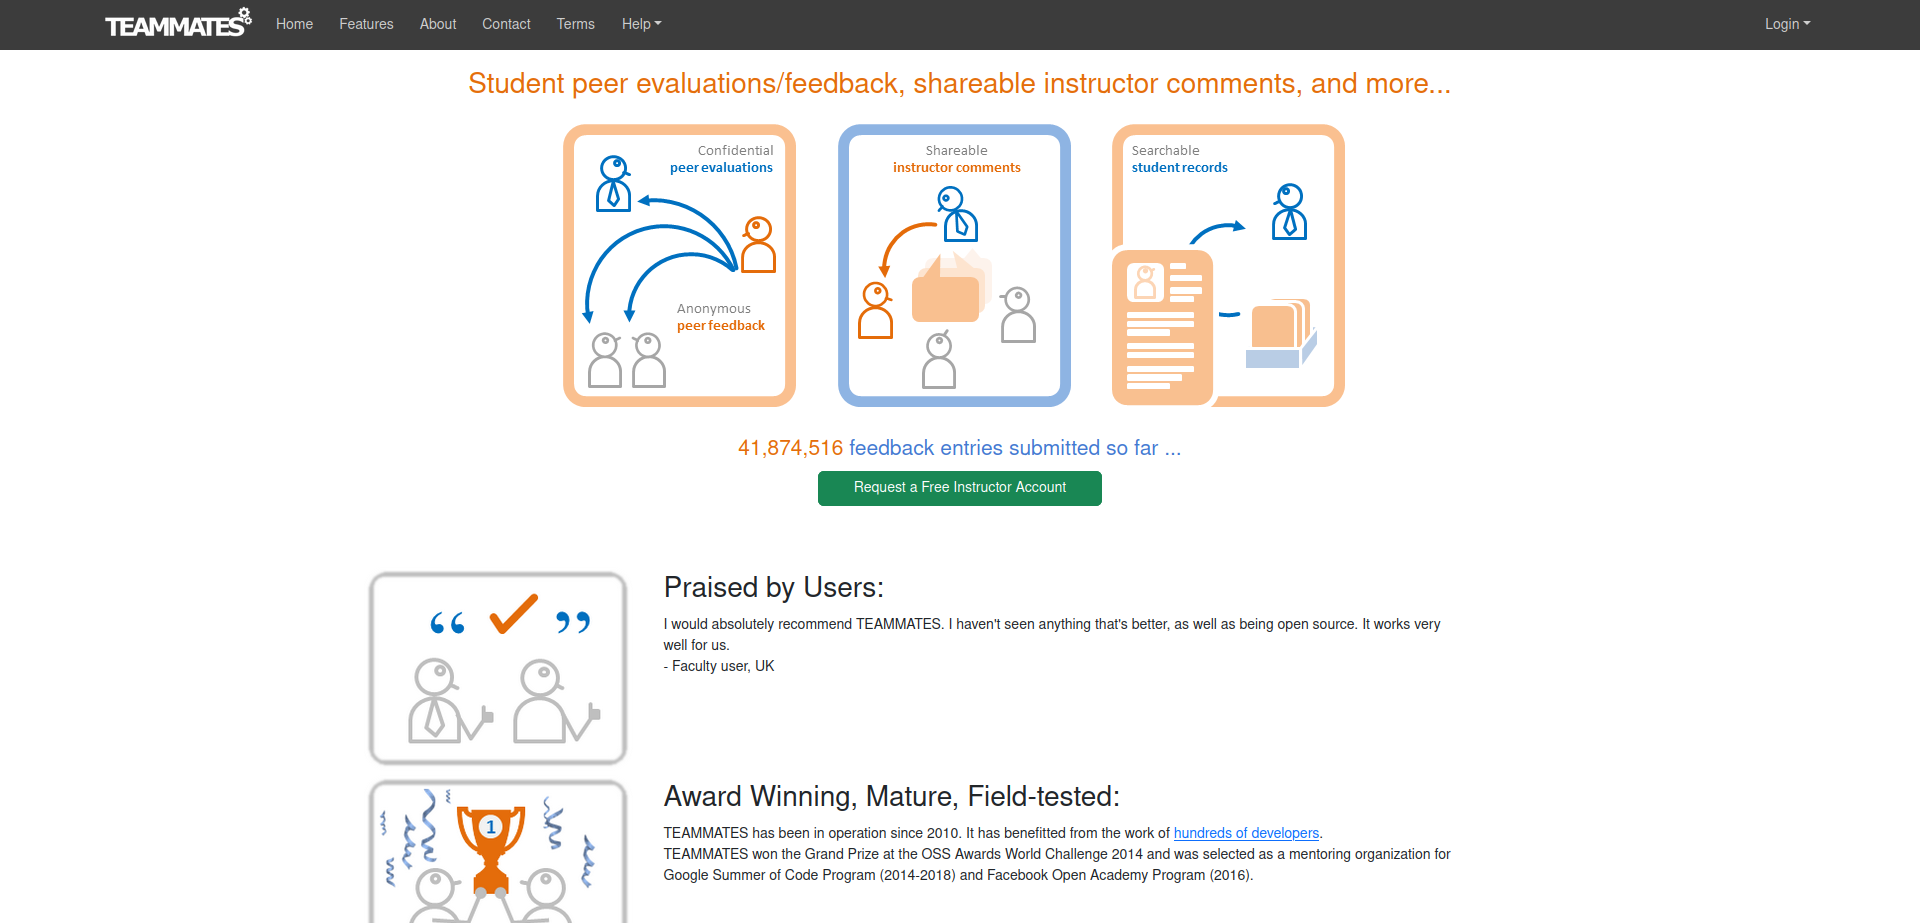 TEAMMATES
Home Features About Contact Terms Help Login
Student peer evaluations/feedback, shareable instructor comments, and more...
Confidential
peer evaluations
Anonymous
peer feedback
Shareable
instructor comments
Searchable
student records
41,874,516 feedback entries submitted so far ...
Request a Free Instructor Account
“ ”
Praised by Users:
I would absolutely recommend TEAMMATES. I haven't seen anything that's better, as well as being open source. It works very
well for us.
- Faculty user, UK
1
Award Winning, Mature, Field-tested:
TEAMMATES has been in operation since 2010. It has benefitted from the work of hundreds of developers.
TEAMMATES won the Grand Prize at the OSS Awards World Challenge 2014 and was selected as a mentoring organization for
Google Summer of Code Program (2014-2018) and Facebook Open Academy Program (2016).